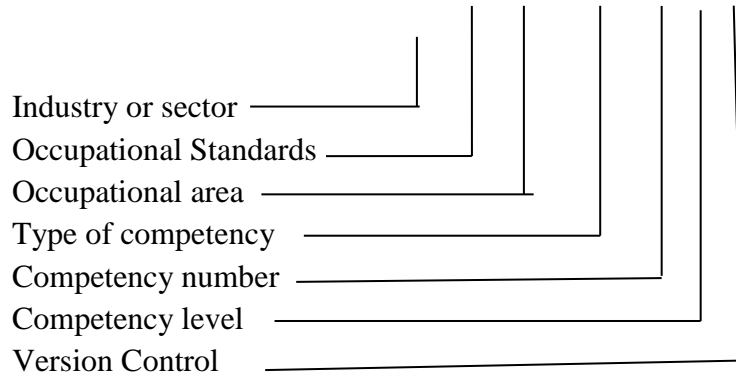 Industry or sector
Occupational Standards
Occupational area
Type of competency
Competency number
Competency level
Version Control